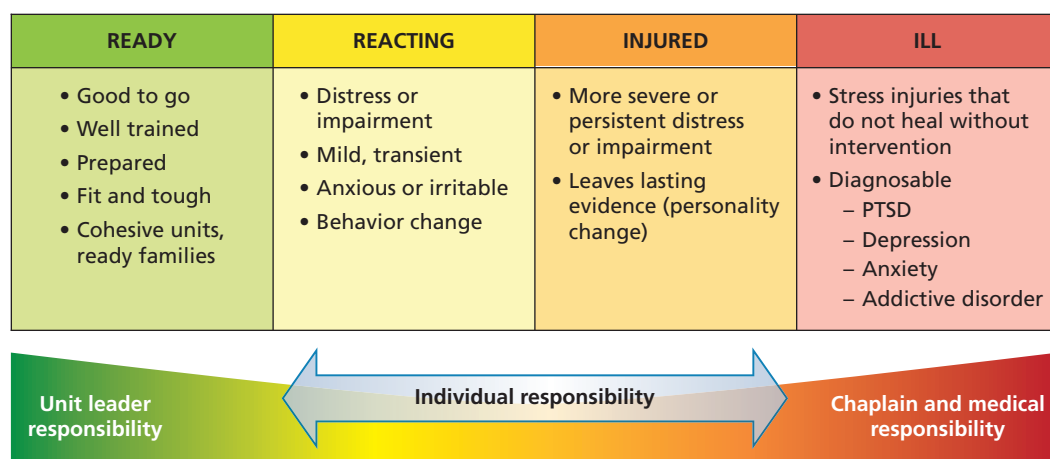 READY
REACTING
INJURED
ILL
• Good to go
• Well trained
• Prepared
• Fit and tough
• Cohesive units,
ready families
• Distress or
impairment
• Mild, transient
• Anxious or irritable
• Behavior change
• More severe or
persistent distress
or impairment
• Leaves lasting
evidence (personality
change)
• Stress injuries that
do not heal without
intervention
• Diagnosable
– PTSD
– Depression
– Anxiety
– Addictive disorder
Unit leader
responsibility
Individual responsibility
Chaplain and medical
responsibility